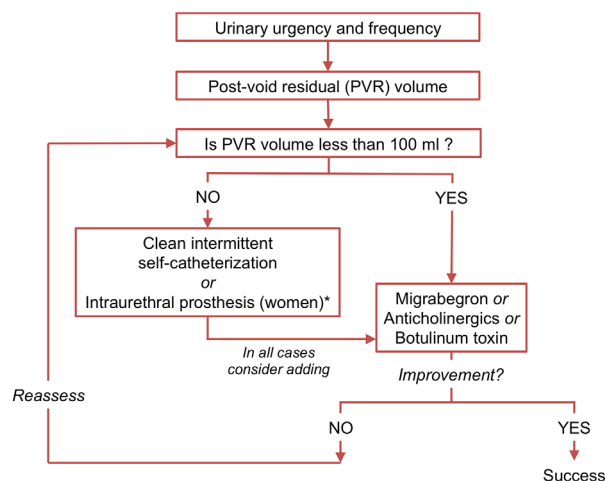 Urinary urgency and frequency
Post-void residual (PVR) volume
Is PVR volume less than 100 ml ?
NO
YES
Clean intermittent
self-catheterization
or
Intraurethral prosthesis (women)*
Migrabegron or
Anticholinergics or
Botulinum toxin
In all cases
consider adding
Improvement?
Reassess
NO
YES
Success